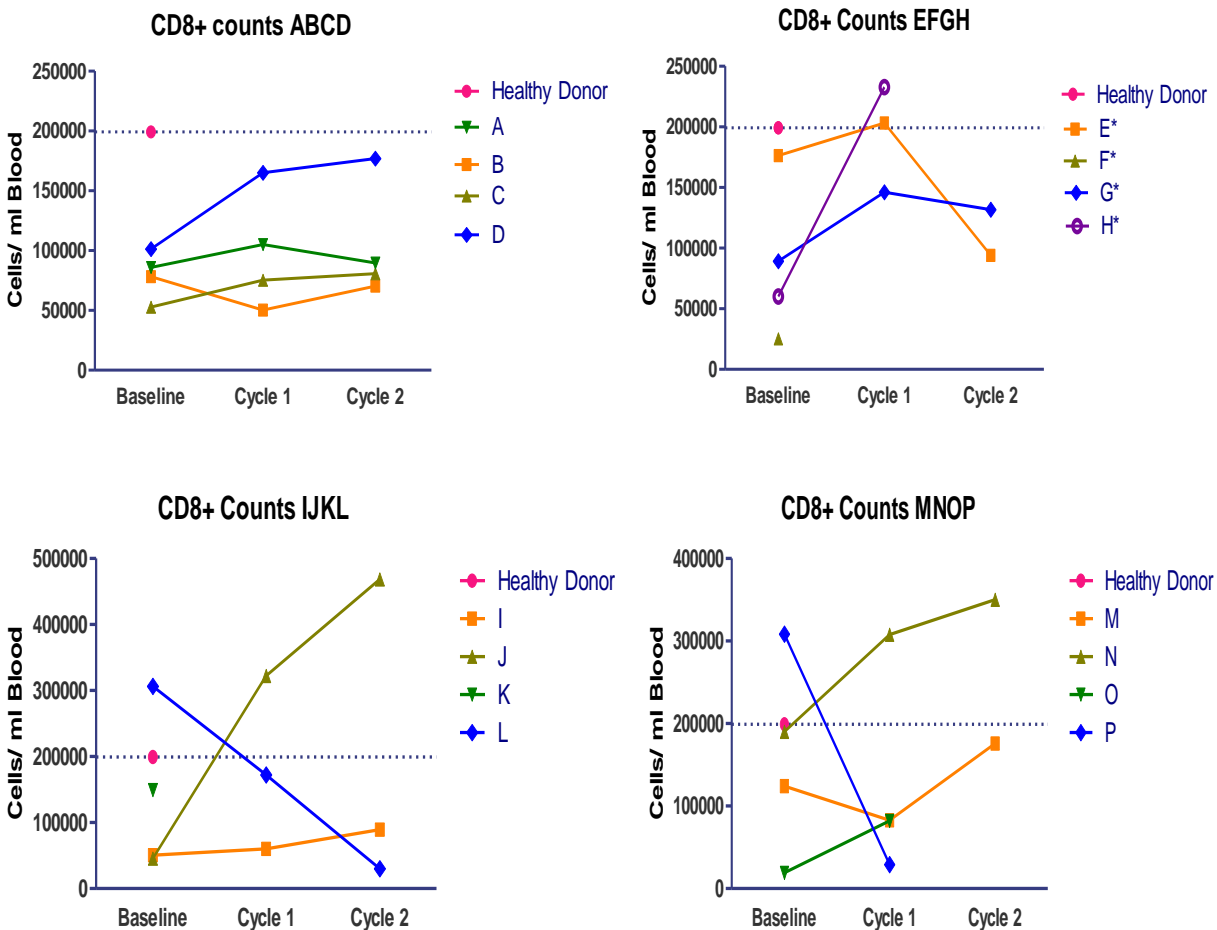 CD8+ counts ABCD
250000
200000
150000
100000
50000
0
Cells/ ml Blood
Baseline Cycle 1 Cycle 2
Healthy Donor
A
B
C
D
CD8+ Counts EFGH
250000
200000
150000
100000
50000
0
Cells/ ml Blood
Baseline Cycle 1 Cycle 2
Healthy Donor
E*
F*
G*
H*
CD8+ Counts IJKL
500000
400000
300000
200000
100000
0
Cells/ ml Blood
Baseline Cycle 1 Cycle 2
Healthy Donor
I
J
K
L
CD8+ Counts MNOP
400000
300000
200000
100000
0
Cells/ ml Blood
Baseline Cycle 1 Cycle 2
Healthy Donor
M
N
O
P